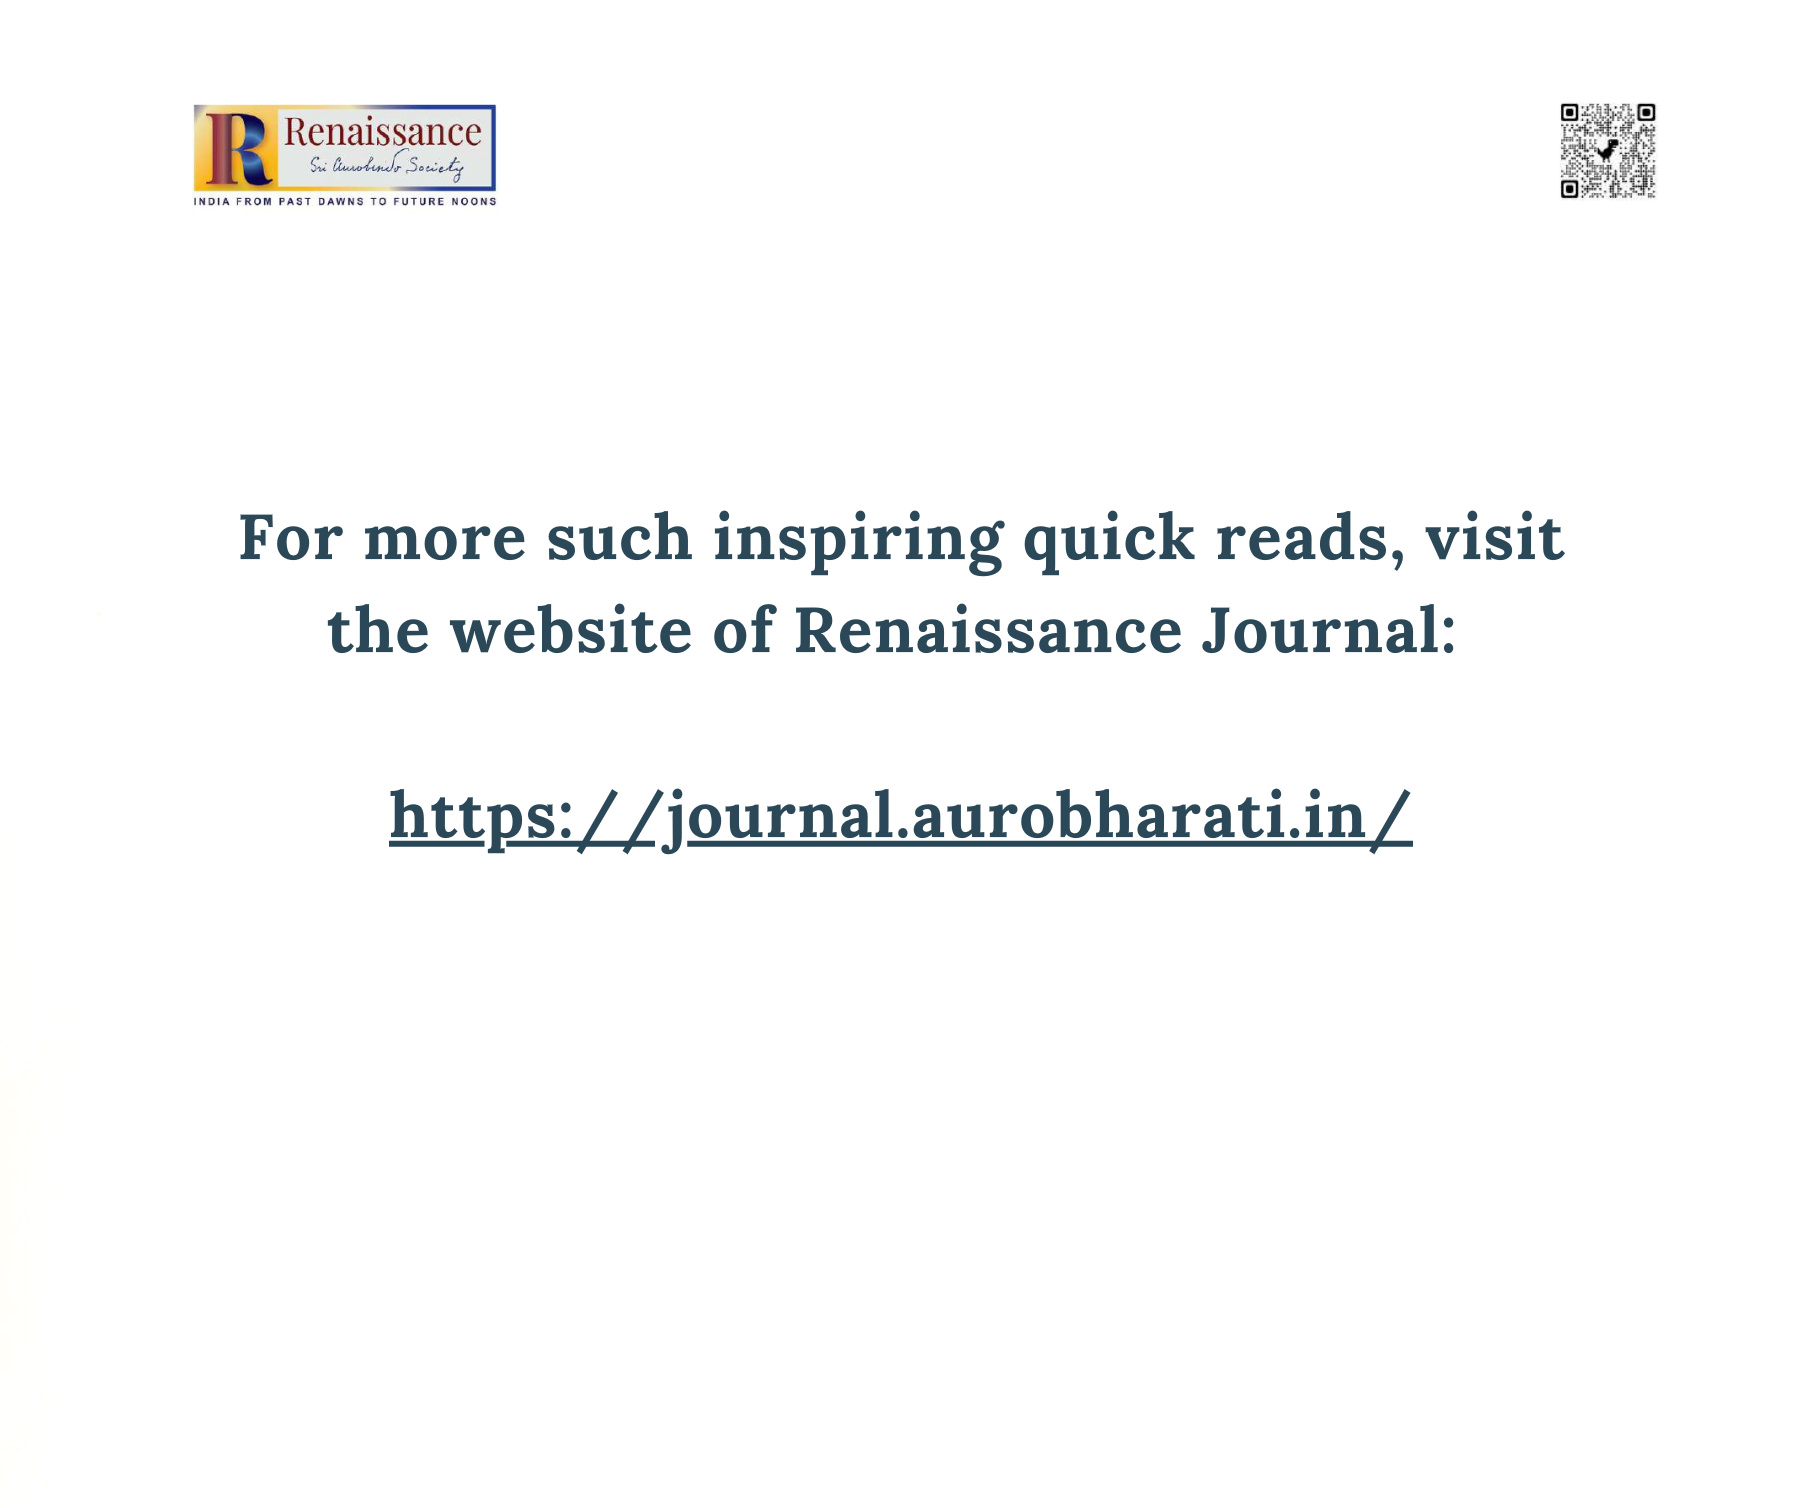 Renaissance
Sri Aurobindo Society
INDIA FROM PAST DAWNS TO FUTURE NOONS
For more such inspiring quick reads, visit
the website of Renaissance Journal:
https://journal.aurobharati.in/